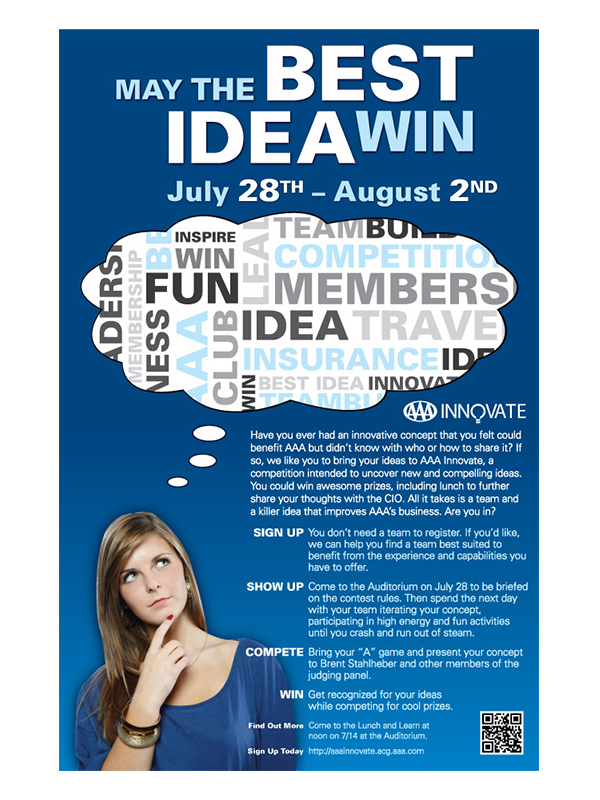 MAY THE BEST
IDEA WIN
July 28TH – August 2ND
INSPIRE
WIN
FUN
AAA
CLUB
MEMBERSHIP
TEAMBUILD
COMPETITIO
MEMBERS
IDEA TRAVE
INSURANCE IDE
WIN
BEST IDEA INNOVAT
TEAMBU
LEAD
ADERSH
NESS
BE
AAA INNOVATE
Have you ever had an innovative concept that you felt could
benefit AAA but didn't know with who or how to share it? If
so, we like you to bring your ideas to AAA Innovate, a
competition intended to uncover new and compelling ideas.
You could win awesome prizes, including lunch to further
share your thoughts with the CIO. All it takes is a team and
a killer idea that improves AAA's business. Are you in?
SIGN UP You don't need a team to register. If you'd like,
we can help you find a team best suited to
benefit from the experience and capabilities you
have to offer.
SHOW UP Come to the Auditorium on July 28 to be briefed
on the contest rules. Then spend the next day
with your team iterating your concept,
participating in high energy and fun activities
until you crash and run out of steam.
COMPETE Bring your "A" game and present your concept
to Brent Stahlheber and other members of the
judging panel.
WIN Get recognized for your ideas
while competing for cool prizes.
Find Out More Come to the Lunch and Learn at
noon on 7/14 at the Auditorium.
Sign Up Today http://aaainnovate.acg.aaa.com